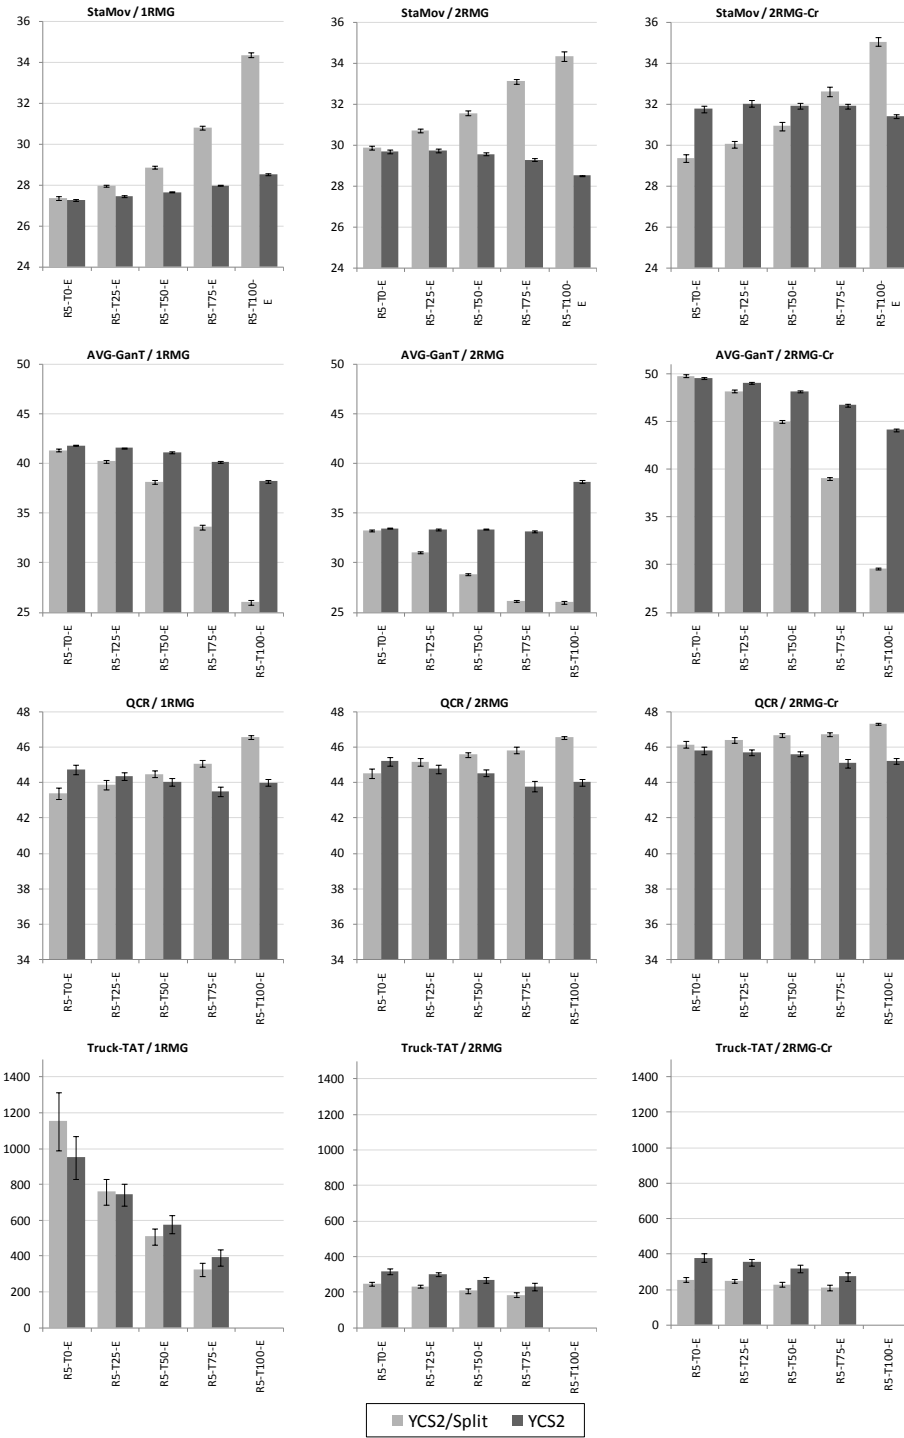 StaMov / 1RMG
36
34
32
30
28
26
24
R5-T0-E
R5-T25-E
R5-T50-E
R5-T75-E
R5-T100-
E
StaMov / 2RMG
36
34
32
30
28
26
24
R5-T0-E
R5-T25-E
R5-T50-E
R5-T75-E
R5-T100-
E
StaMov / 2RMG-Cr
36
34
32
30
28
26
24
R5-T0-E
R5-T25-E
R5-T50-E
R5-T75-E
R5-T100-
E
AVG-GanT / 1RMG
50
45
40
35
30
25
R5-T0-E
R5-T25-E
R5-T50-E
R5-T75-E
R5-T100-E
AVG-GanT / 2RMG
50
45
40
35
30
25
R5-T0-E
R5-T25-E
R5-T50-E
R5-T75-E
R5-T100-E
AVG-GanT / 2RMG-Cr
50
45
40
35
30
25
R5-T0-E
R5-T25-E
R5-T50-E
R5-T75-E
R5-T100-E
QCR / 1RMG
48
46
44
42
40
38
36
34
R5-T0-E
R5-T25-E
R5-T50-E
R5-T75-E
R5-T100-E
QCR / 2RMG
48
46
44
42
40
38
36
34
R5-T0-E
R5-T25-E
R5-T50-E
R5-T75-E
R5-T100-E
QCR / 2RMG-Cr
48
46
44
42
40
38
36
34
R5-T0-E
R5-T25-E
R5-T50-E
R5-T75-E
R5-T100-E
Truck-TAT / 1RMG
1400
1200
1000
800
600
400
200
0
R5-T0-E
R5-T25-E
R5-T50-E
R5-T75-E
R5-T100-E
Truck-TAT / 2RMG
1400
1200
1000
800
600
400
200
0
R5-T0-E
R5-T25-E
R5-T50-E
R5-T75-E
R5-T100-E
Truck-TAT / 2RMG-Cr
1400
1200
1000
800
600
400
200
0
R5-T0-E
R5-T25-E
R5-T50-E
R5-T75-E
R5-T100-E
YCS2/Split YCS2